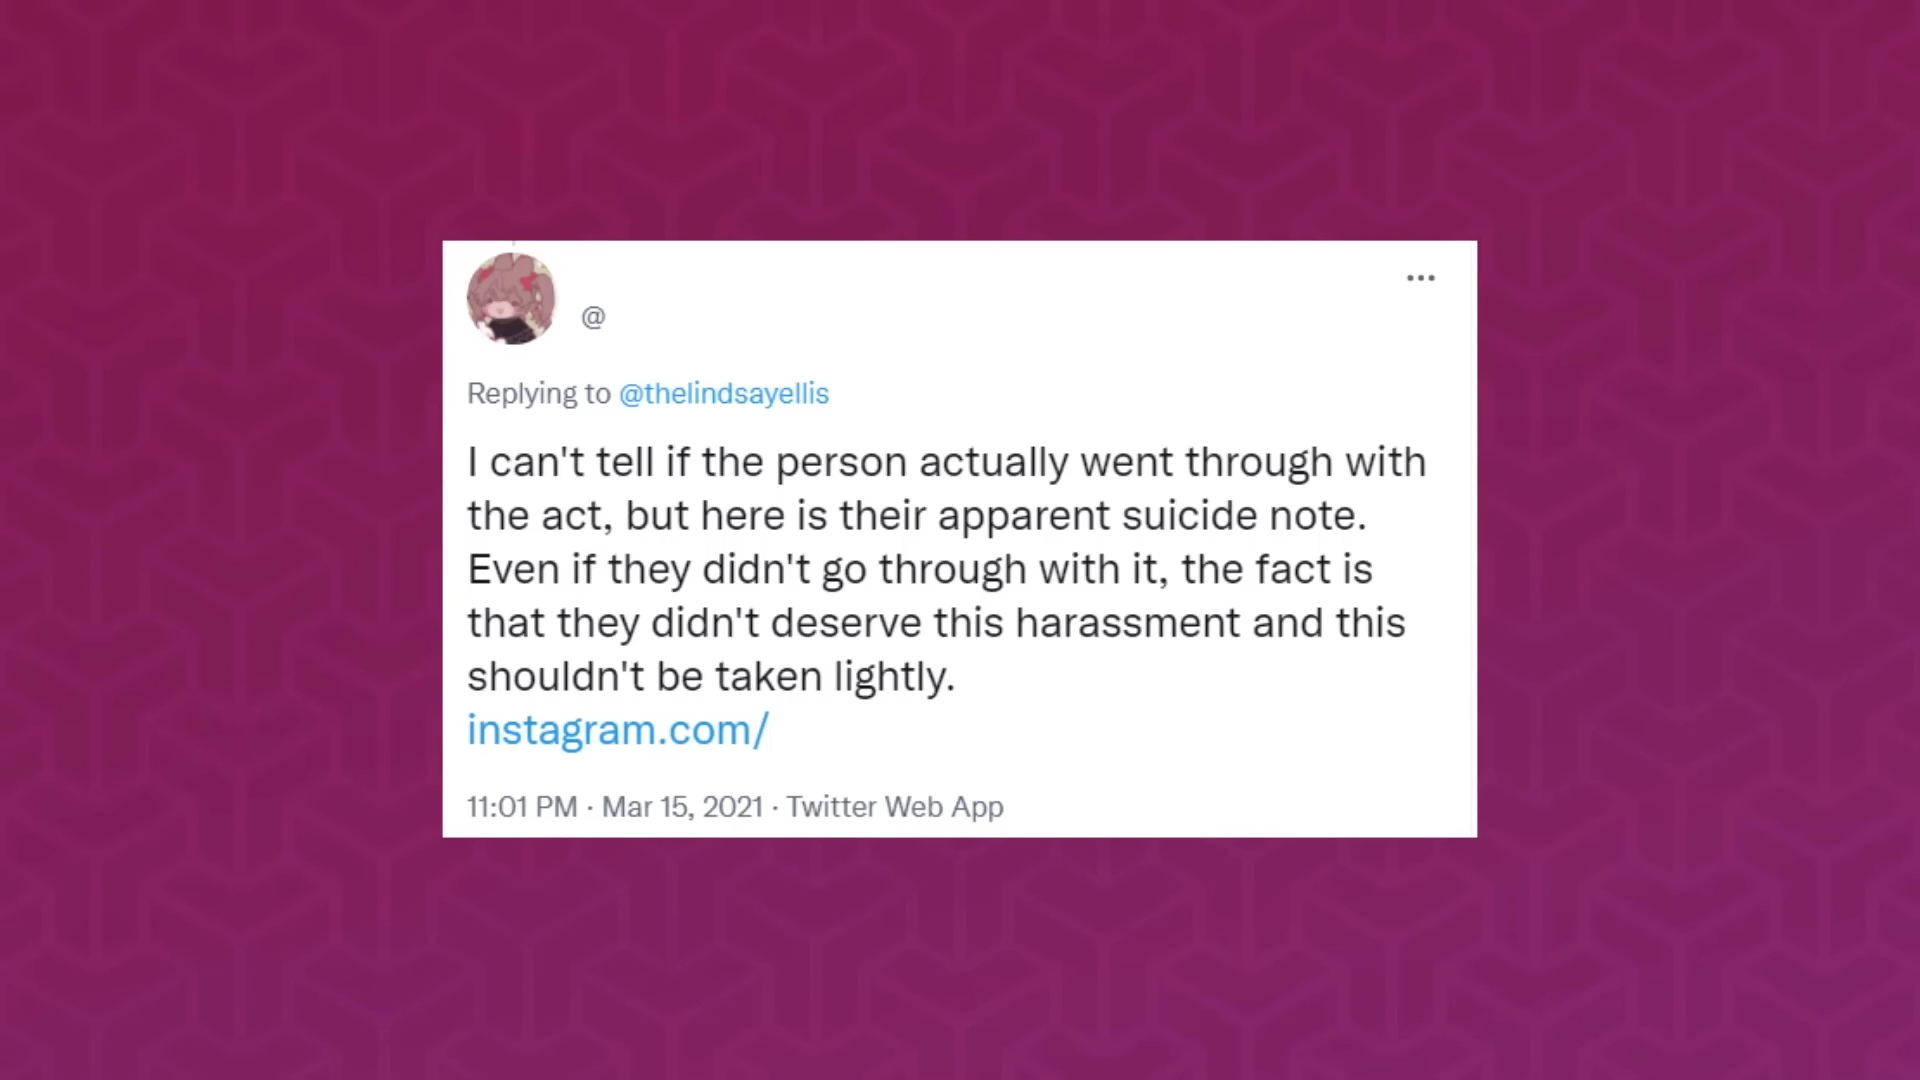 @
Replying to @thelindsayellis
I can't tell if the person actually went through with
the act, but here is their apparent suicide note.
Even if they didn't go through with it, the fact is
that they didn't deserve this harassment and this
shouldn't be taken lightly.
instagram.com/
11:01 PM · Mar 15, 2021 · Twitter Web App